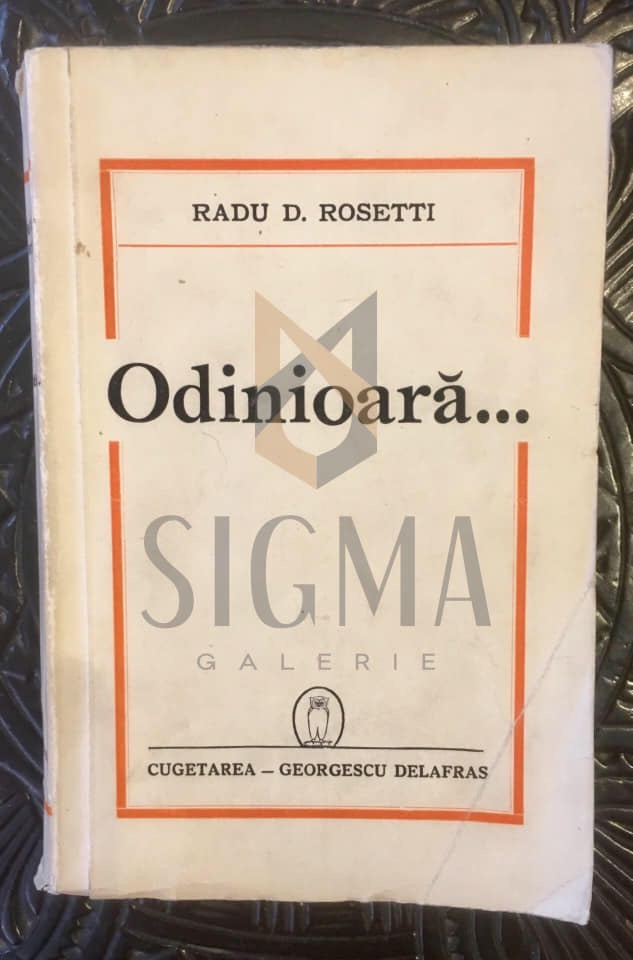 RADU D. ROSETTI
Odinioară...
SIGMA
GALERIE
CUGETAREA — GEORGESCU DELAFRAS